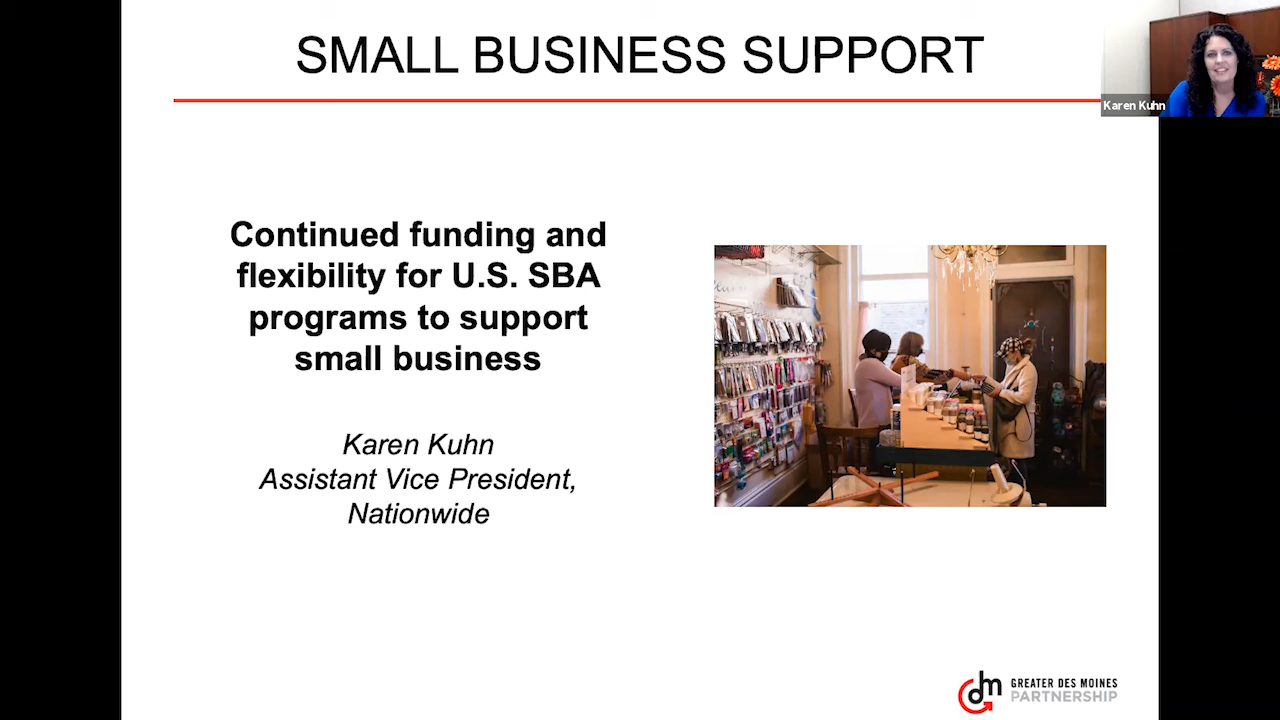 SMALL BUSINESS SUPPORT
Karen Kuhn
Continued funding and
flexibility for U.S. SBA
programs to support
small business
Karen Kuhn
Assistant Vice President,
Nationwide
dm
GREATER DES MOINES
PARTNERSHIP